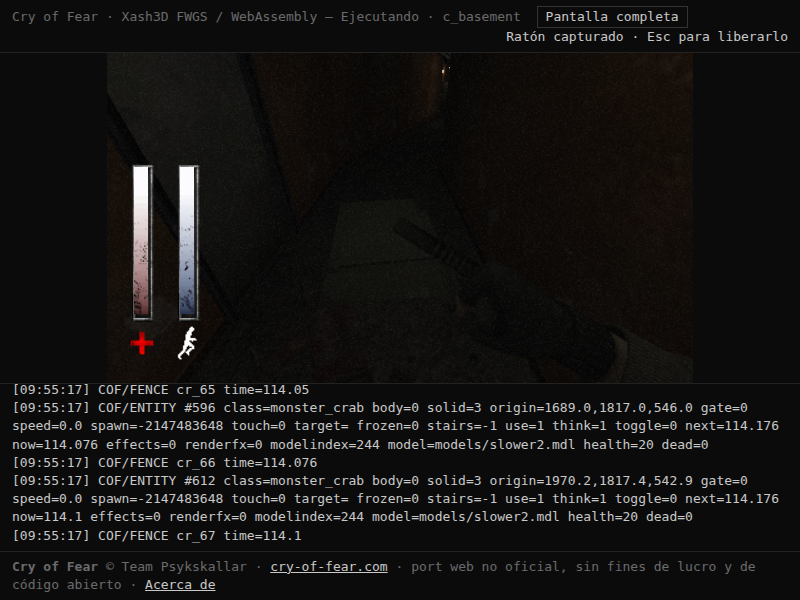 Cry of Fear · Xash3D FWGS / WebAssembly — Ejecutando · c_basement
Pantalla completa
Ratón capturado · Esc para liberarlo
[09:55:17] COF/FENCE cr_65 time=114.05
[09:55:17] COF/ENTITY #596 class=monster_crab body=0 solid=3 origin=1689.0,1817.0,546.0 gate=0
speed=0.0 spawn=-2147483648 touch=0 target= frozen=0 stairs=-1 use=1 think=1 toggle=0 next=114.176
now=114.076 effects=0 renderfx=0 modelindex=244 model=models/slower2.mdl health=20 dead=0
[09:55:17] COF/FENCE cr_66 time=114.076
[09:55:17] COF/ENTITY #612 class=monster_crab body=0 solid=3 origin=1970.2,1817.4,542.9 gate=0
speed=0.0 spawn=-2147483648 touch=0 target= frozen=0 stairs=-1 use=1 think=1 toggle=0 next=114.176
now=114.1 effects=0 renderfx=0 modelindex=244 model=models/slower2.mdl health=20 dead=0
[09:55:17] COF/FENCE cr_67 time=114.1
Cry of Fear © Team Psykskallar · cry-of-fear.com · port web no oficial, sin fines de lucro y de
código abierto · Acerca de